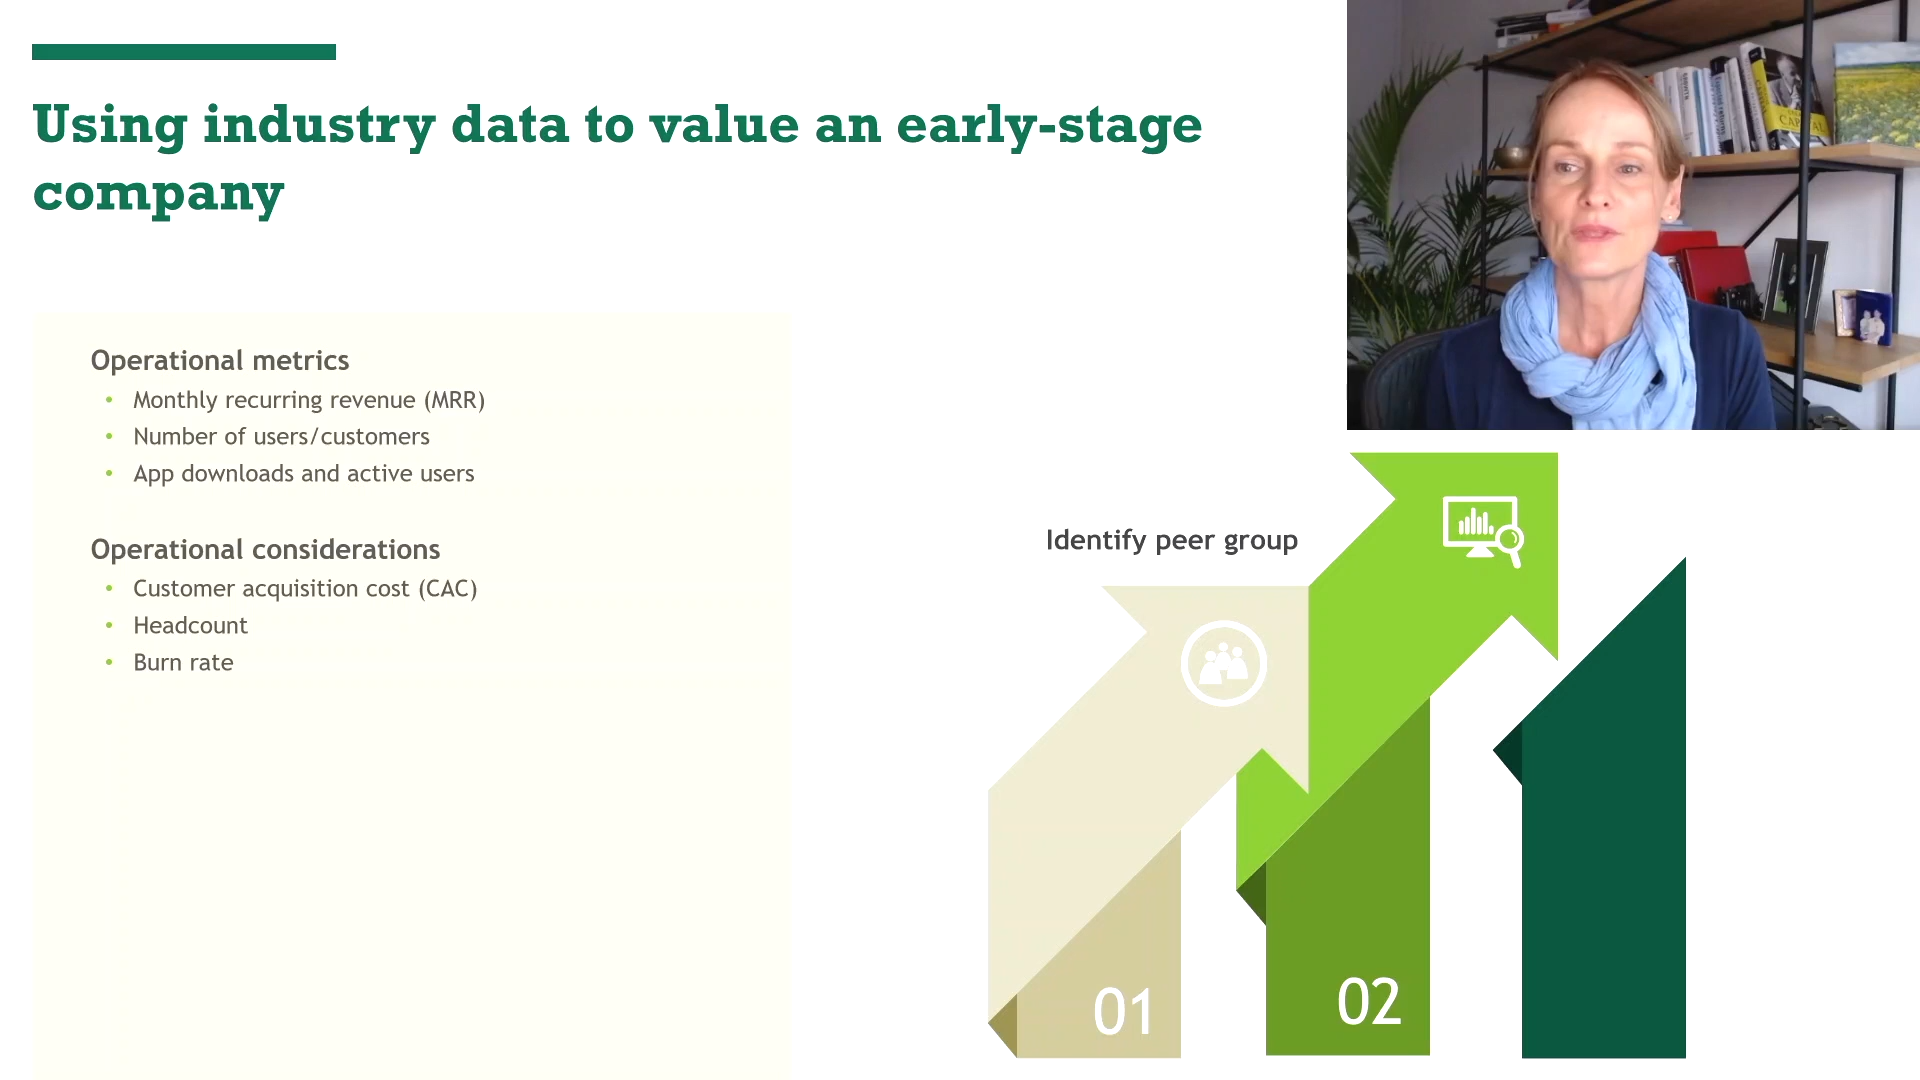 Using industry data to value an early-stage
company
Operational metrics
• Monthly recurring revenue (MRR)
• Number of users/customers
• App downloads and active users
Operational considerations
• Customer acquisition cost (CAC)
• Headcount
• Burn rate
Identify peer group
01
02